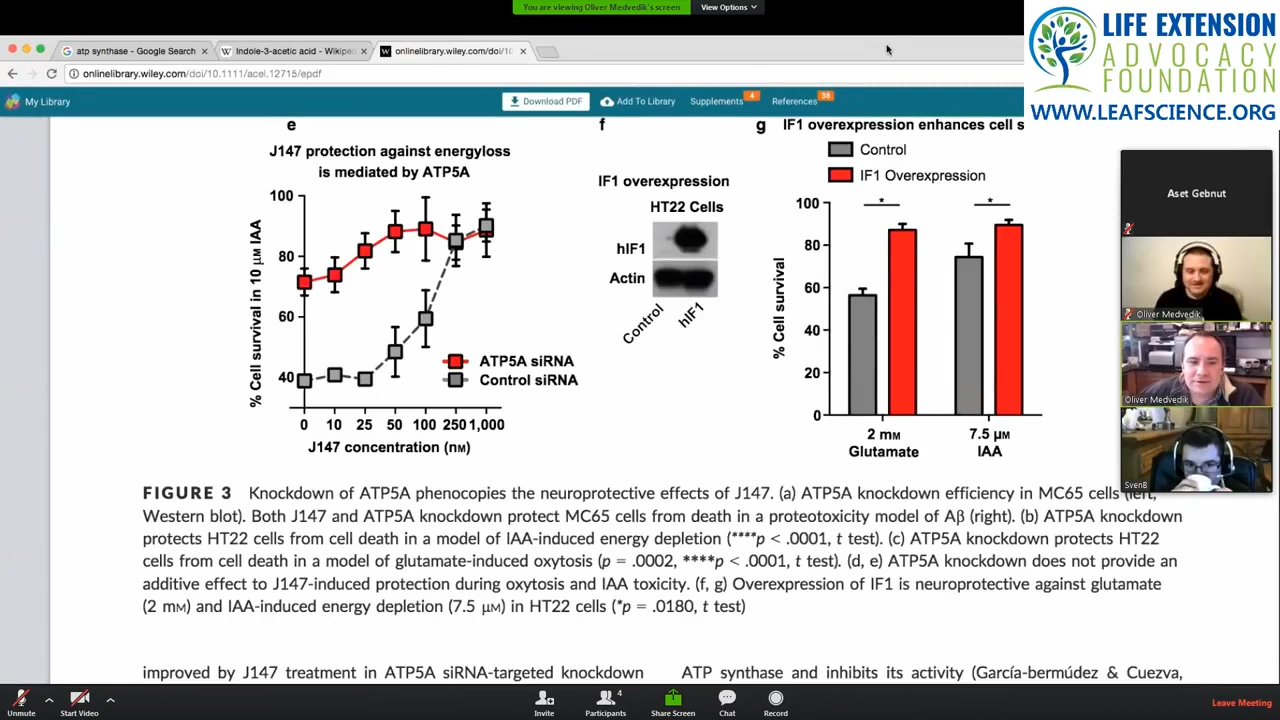 You are viewing Oliver Medvedik's screen
View Options
LIFE EXTENSION
ADVOCACY
FOUNDATION
WWW.LEAFSCIENCE.ORG
atp synthase - Google Search
Indole-3-acetic acid - Wikiped
onlinelibrary.wiley.com/doi/10
onlinelibrary.wiley.com/doi/10.1111/acel.12715/epdf
My Library
Download PDF
Add To Library
Supplements
4
References
38
e
J147 protection against energyloss
is mediated by ATP5A
% Cell survival in 10 μM IAA
100
80
60
40
0 10 25 50 100 250 1,000
J147 concentration (nM)
ATP5A siRNA
Control siRNA
f
IF1 overexpression
HT22 Cells
hIF1
Actin
Control
hIF1
g IF1 overexpression enhances cell s
Control
IF1 Overexpression
% Cell survival
100
80
60
40
20
0
*
*
2 mM
Glutamate
7.5 μM
IAA
FIGURE 3 Knockdown of ATP5A phenocopies the neuroprotective effects of J147. (a) ATP5A knockdown efficiency in MC65 cells (left,
Western blot). Both J147 and ATP5A knockdown protect MC65 cells from death in a proteotoxicity model of Aβ (right). (b) ATP5A knockdown
protects HT22 cells from cell death in a model of IAA-induced energy depletion (****p < .0001, t test). (c) ATP5A knockdown protects HT22
cells from cell death in a model of glutamate-induced oxytosis (p = .0002, ****p < .0001, t test). (d, e) ATP5A knockdown does not provide an
additive effect to J147-induced protection during oxytosis and IAA toxicity. (f, g) Overexpression of IF1 is neuroprotective against glutamate
(2 mM) and IAA-induced energy depletion (7.5 μM) in HT22 cells (*p = .0180, t test)
improved by J147 treatment in ATP5A siRNA-targeted knockdown
ATP synthase and inhibits its activity (García-bermúdez & Cuezva,
Aset Gebnut
Oliver Medvedik
Oliver Medvedik
SvenB
Unmute
Start Video
Invite
Participants
4
Share Screen
Chat
Record
Leave Meeting